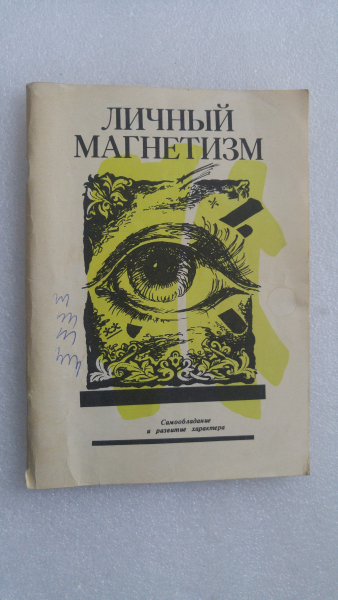 ЛИЧНЫЙ
МАГНЕТИЗМ
Самообладание
и развитие характера